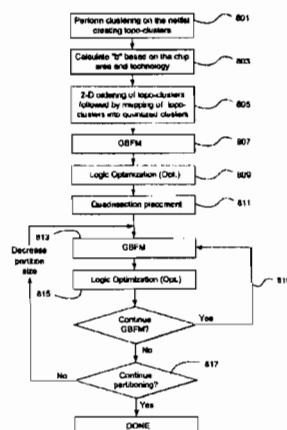 Perform clustering on the netlist
creating topo-clusters
801
Calculate "b" based on the chip
area and technology
803
2-D ordering of topo-clusters
followed by mapping of topo-
clusters into quantized clusters
805
GBFM
807
Logic Optimization (Opt.)
809
Quadrisection placement
811
813
GBFM
Decrease
partition
size
Logic Optimization (Opt.)
815
Continue
GBFM?
Yes
No
Continue
partitioning?
817
No
Yes
DONE